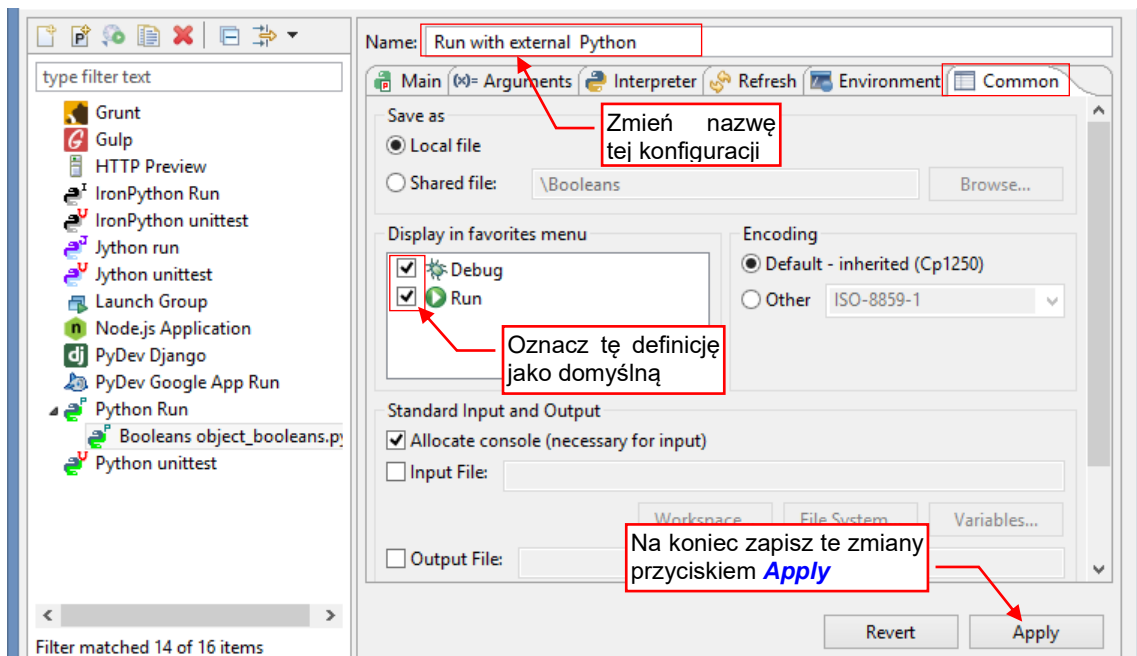 Name: Run with external Python
type filter text
Main (x)= Arguments Interpreter Refresh Environment Common
Grunt
Gulp
HTTP Preview
IronPython Run
IronPython unittest
Jython run
Jython unittest
Launch Group
Node.js Application
PyDev Django
PyDev Google App Run
Python Run
Booleans object_booleans.py
Python unittest
Filter matched 14 of 16 items
Save as
Local file
Shared file: \Booleans Browse...
Zmień nazwę
tej konfiguracji
Display in favorites menu
Debug
Run
Encoding
Default - inherited (Cp1250)
Other ISO-8859-1
Oznacz tę definicję
jako domyślną
Standard Input and Output
Allocate console (necessary for input)
Input File:
Workspace... File System... Variables...
Output File:
Na koniec zapisz te zmiany
przyciskiem Apply
Revert Apply